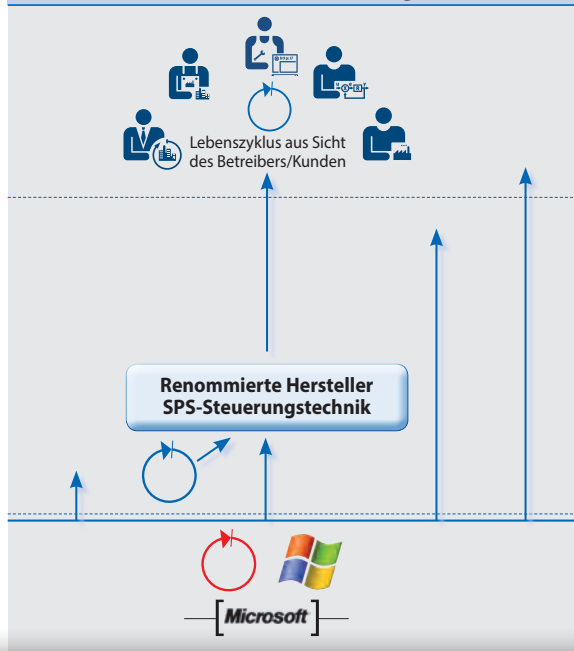 Lebenszyklus aus Sicht
des Betreibers/Kunden
Renommierte Hersteller
SPS-Steuerungstechnik
Microsoft